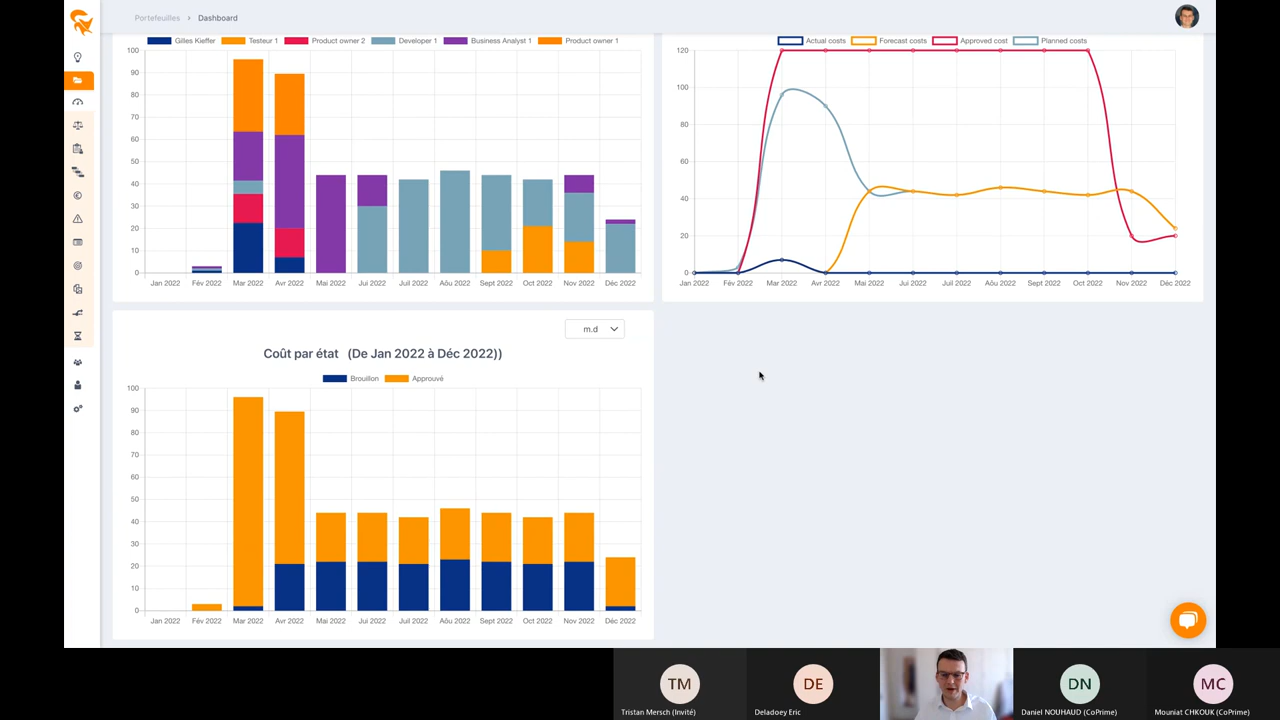 Portefeuilles > Dashboard
Gilles Kieffer Testeur 1 Product owner 2 Developer 1 Business Analyst 1 Product owner 1
100
90
80
70
60
50
40
30
20
10
0
Jan 2022 Fév 2022 Mar 2022 Avr 2022 Mai 2022 Jui 2022 Juil 2022 Aôu 2022 Sept 2022 Oct 2022 Nov 2022 Déc 2022
Actual costs Forecast costs Approved cost Planned costs
120
100
80
60
40
20
0
Jan 2022 Fév 2022 Mar 2022 Avr 2022 Mai 2022 Jui 2022 Juil 2022 Aôu 2022 Sept 2022 Oct 2022 Nov 2022 Déc 2022
m.d
Coût par état (De Jan 2022 à Déc 2022))
Brouillon Approuvé
100
90
80
70
60
50
40
30
20
10
0
Jan 2022 Fév 2022 Mar 2022 Avr 2022 Mai 2022 Jui 2022 Juil 2022 Aôu 2022 Sept 2022 Oct 2022 Nov 2022 Déc 2022
TM DE DN MC
Tristan Mersch (Invité) Deladoey Eric Daniel NOUHAUD (CoPrime) Mouniat CHKOUK (CoPrime)